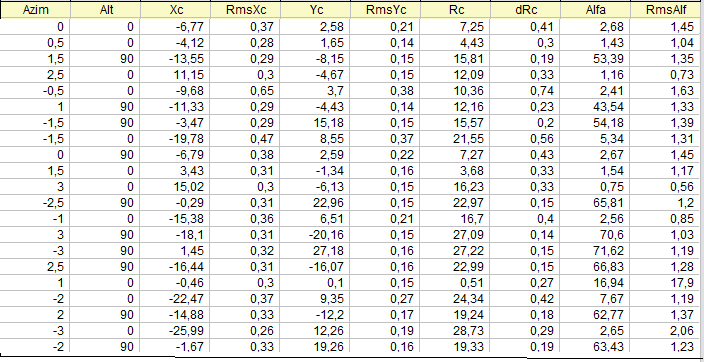 Azim Alt Xc RmsXc Yc RmsYc Rc dRc Alfa RmsAlf
0 0 -6,77 0,37 2,58 0,21 7,25 0,41 2,68 1,45
0,5 0 -4,12 0,28 1,65 0,14 4,43 0,3 1,43 1,04
1,5 90 -13,55 0,29 -8,15 0,15 15,81 0,19 53,39 1,35
2,5 0 11,15 0,3 -4,67 0,15 12,09 0,33 1,16 0,73
-0,5 0 -9,68 0,65 3,7 0,38 10,36 0,74 2,41 1,63
1 90 -11,33 0,29 -4,43 0,14 12,16 0,23 43,54 1,33
-1,5 90 -3,47 0,29 15,18 0,15 15,57 0,2 54,18 1,39
-1,5 0 -19,78 0,47 8,55 0,37 21,55 0,56 5,34 1,31
0 90 -6,79 0,38 2,59 0,22 7,27 0,43 2,67 1,45
1,5 0 3,43 0,31 -1,34 0,16 3,68 0,33 1,54 1,17
3 0 15,02 0,3 -6,13 0,15 16,23 0,33 0,75 0,56
-2,5 90 -0,29 0,31 22,96 0,15 22,97 0,15 65,81 1,2
-1 0 -15,38 0,36 6,51 0,21 16,7 0,4 2,56 0,85
3 90 -18,1 0,31 -20,16 0,15 27,09 0,14 70,6 1,03
-3 90 1,45 0,32 27,18 0,16 27,22 0,15 71,62 1,19
2,5 90 -16,44 0,31 -16,07 0,16 22,99 0,15 66,83 1,28
1 0 -0,46 0,3 0,1 0,15 0,51 0,27 16,94 17,9
-2 0 -22,47 0,37 9,35 0,27 24,34 0,42 7,67 1,19
2 90 -14,88 0,33 -12,2 0,17 19,24 0,18 62,77 1,37
-3 0 -25,99 0,26 12,26 0,19 28,73 0,29 2,65 2,06
-2 90 -1,67 0,33 19,26 0,16 19,33 0,19 63,43 1,23